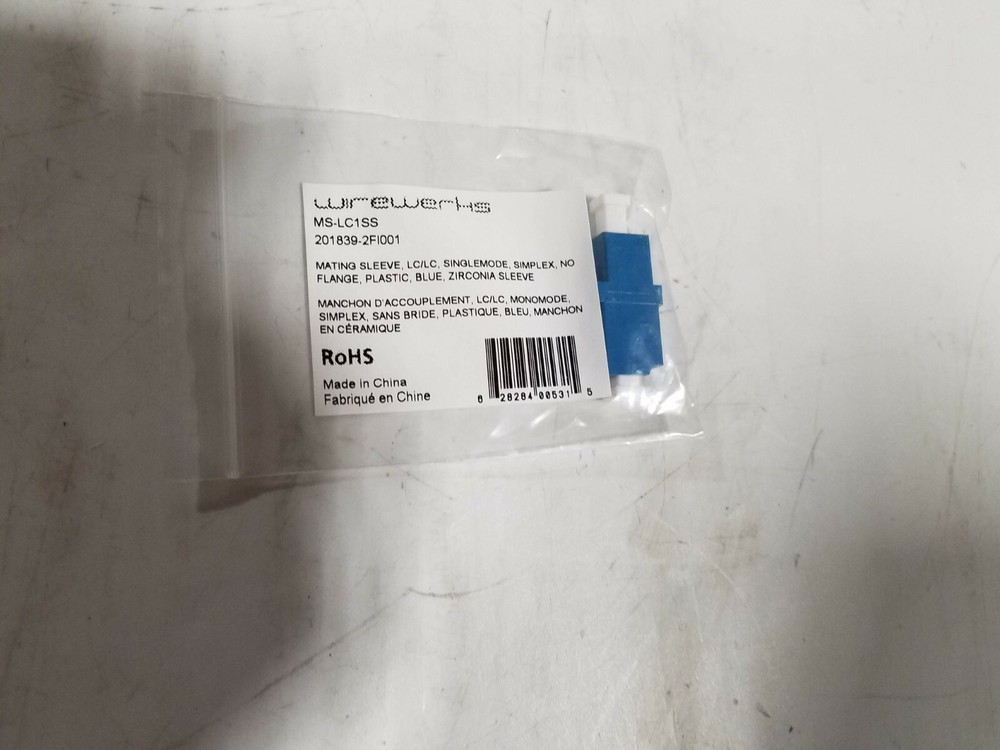 wirewerks
MS-LC1SS
201839-2FI001
MATING SLEEVE, LC/LC, SINGLEMODE, SIMPLEX, NO
FLANGE, PLASTIC, BLUE, ZIRCONIA SLEEVE
MANCHON D'ACCOUPLEMENT, LC/LC, MONOMODE,
SIMPLEX, SANS BRIDE, PLASTIQUE, BLEU, MANCHON
EN CÉRAMIQUE
RoHS
Made in China
Fabriqué en Chine
6 28284 00531 5